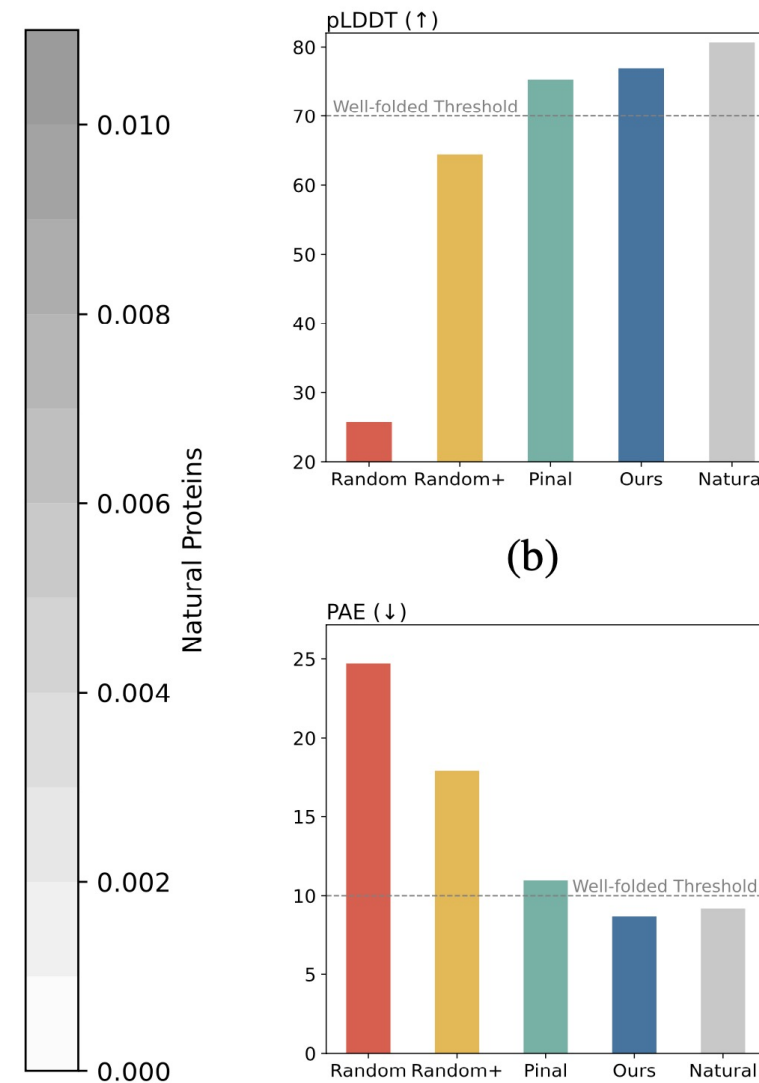 0.010
0.008
0.006
0.004
0.002
0.000
Natural Proteins
pLDDT (↑)
80
70
60
50
40
30
20
Well-folded Threshold
Random Random+ Pinal Ours Natura
(b)
PAE (↓)
25
20
15
10
5
0
Well-folded Threshold
Random Random+ Pinal Ours Natural